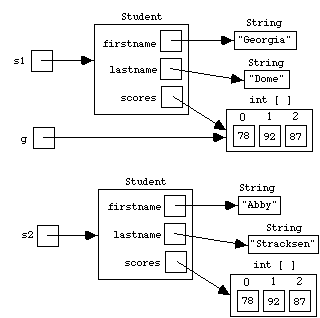 Student
String
firstname
"Georgia"
s1
lastname
String
"Dome"
scores
int [ ]
0 1 2
g
78 92 87
Student
String
firstname
"Abby"
s2
lastname
String
"Stracksen"
scores
int [ ]
0 1 2
78 92 87